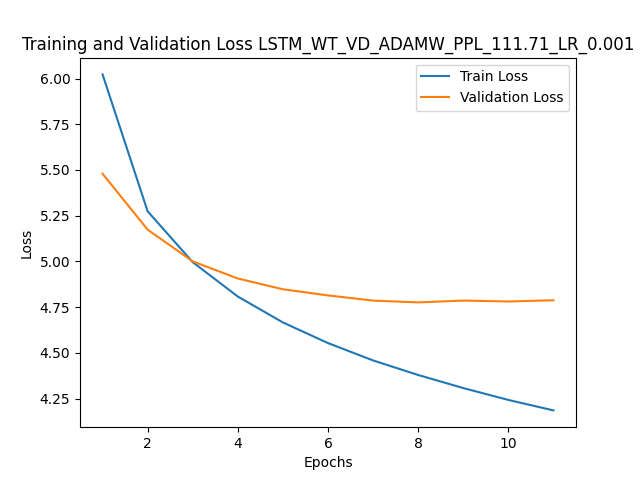 Training and Validation Loss LSTM_WT_VD_ADAMW_PPL_111.71_LR_0.001
Train Loss
Validation Loss
6.00
5.75
5.50
5.25
5.00
4.75
4.50
4.25
Loss
2
4
6
8
10
Epochs